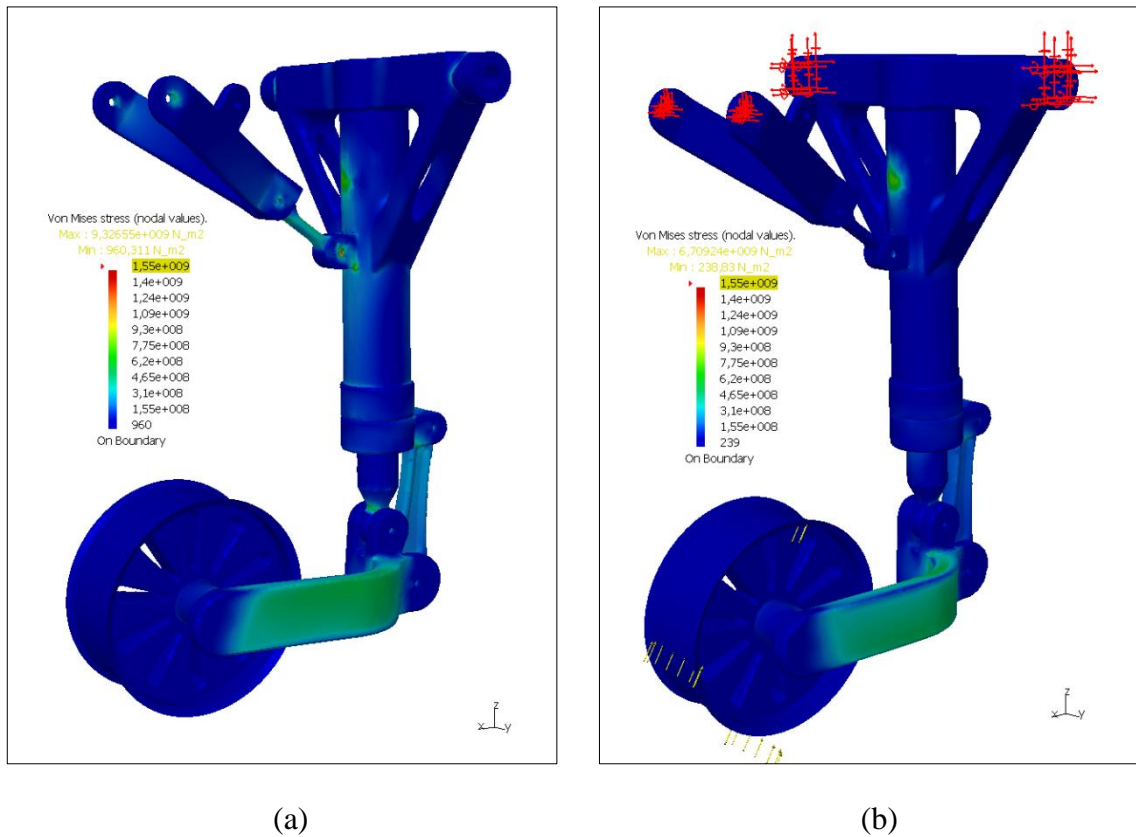 Von Mises stress (nodal values).
Max : 9,32655e+009 N_m2
Min : 960,311 N_m2
1,55e+009
1,4e+009
1,24e+009
1,09e+009
9,3e+008
7,75e+008
6,2e+008
4,65e+008
3,1e+008
1,55e+008
960
On Boundary
x
z
y
(a)
Von Mises stress (nodal values).
Max : 6,70924e+009 N_m2
Min : 238,83 N_m2
1,55e+009
1,4e+009
1,24e+009
1,09e+009
9,3e+008
7,75e+008
6,2e+008
4,65e+008
3,1e+008
1,55e+008
239
On Boundary
x
z
y
(b)